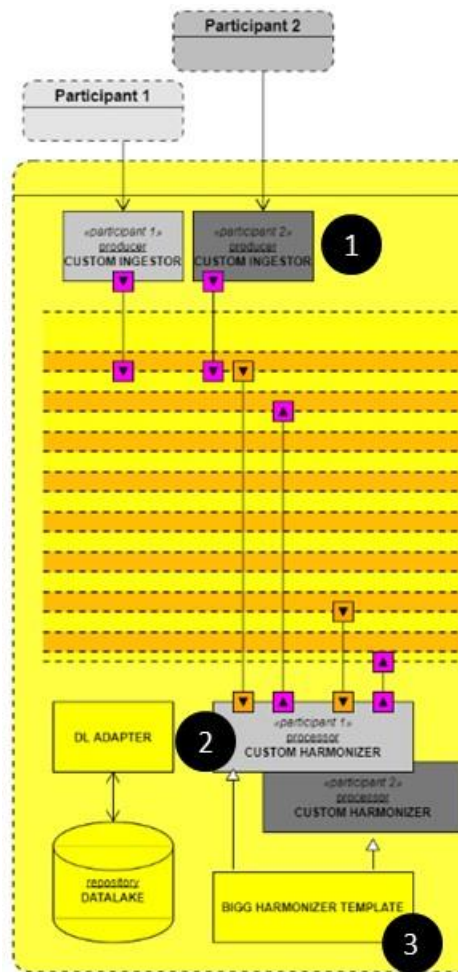 Participant 2
Participant 1
«participant 1»
producer
CUSTOM INGESTOR
«participant 2»
producer
CUSTOM INGESTOR
1
DL ADAPTER
2
«participant 1»
processor
CUSTOM HARMONIZER
«participant 2»
processor
CUSTOM HARMONIZER
repository
DATALAKE
BIGG HARMONIZER TEMPLATE
3